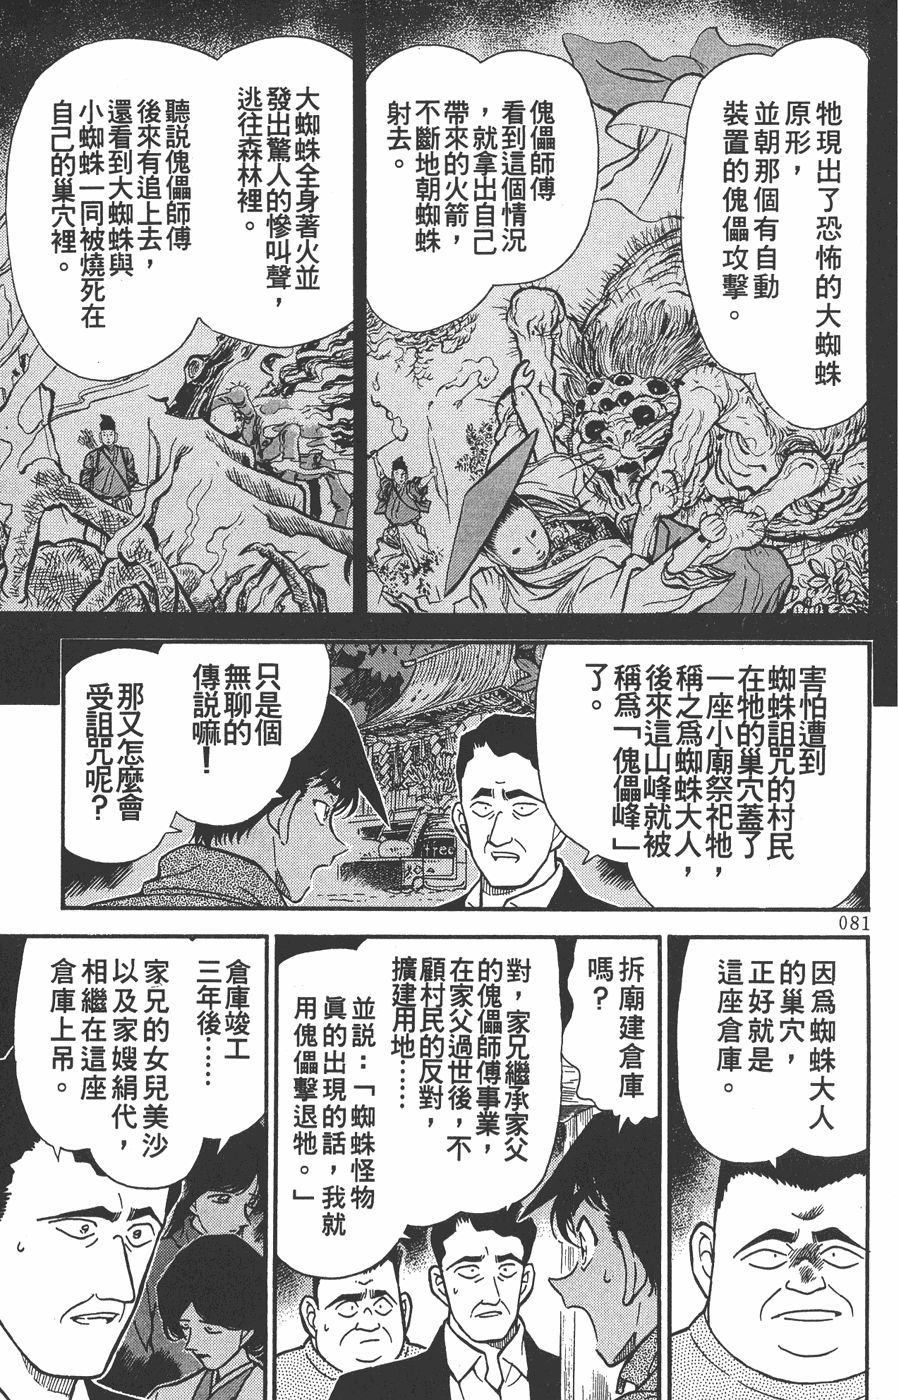 牠現出了恐怖的大蜘蛛
原形，
並朝那個有自動
裝置的傀儡攻擊。
傀儡師傅
看到這個情況
，就拿出自己
帶來的火箭，
不斷地朝蜘蛛
射去。
大蜘蛛全身著火並
發出驚人的慘叫聲，
逃往森林裡。
聽説傀儡師傅
後來有追上去，
還看到大蜘蛛與
小蜘蛛一同被燒死在
自己的巢穴裡。
害怕遭到
蜘蛛詛咒的村民
在牠的巢穴蓋了
一座小廟祭祀牠，
稱之爲蜘蛛大人，
後來這山峰就被
稱爲「傀儡峰」
了。
只是個
無聊的
傳説嘛！
那又怎麼會
受詛咒呢？
081
因爲蜘蛛大人
的巢穴，
正好就是
這座倉庫。
拆廟建倉庫
嗎？
對，家兄繼承家父
的傀儡師傅事業，
在家父過世後，不
顧村民的反對，
擴建用地……
並説：「蜘蛛怪物
眞的出現的話，我就
用傀儡擊退牠。」
倉庫竣工
三年後……
家兄的女兒美沙
以及家嫂絹代，
相繼在這座
倉庫上吊。